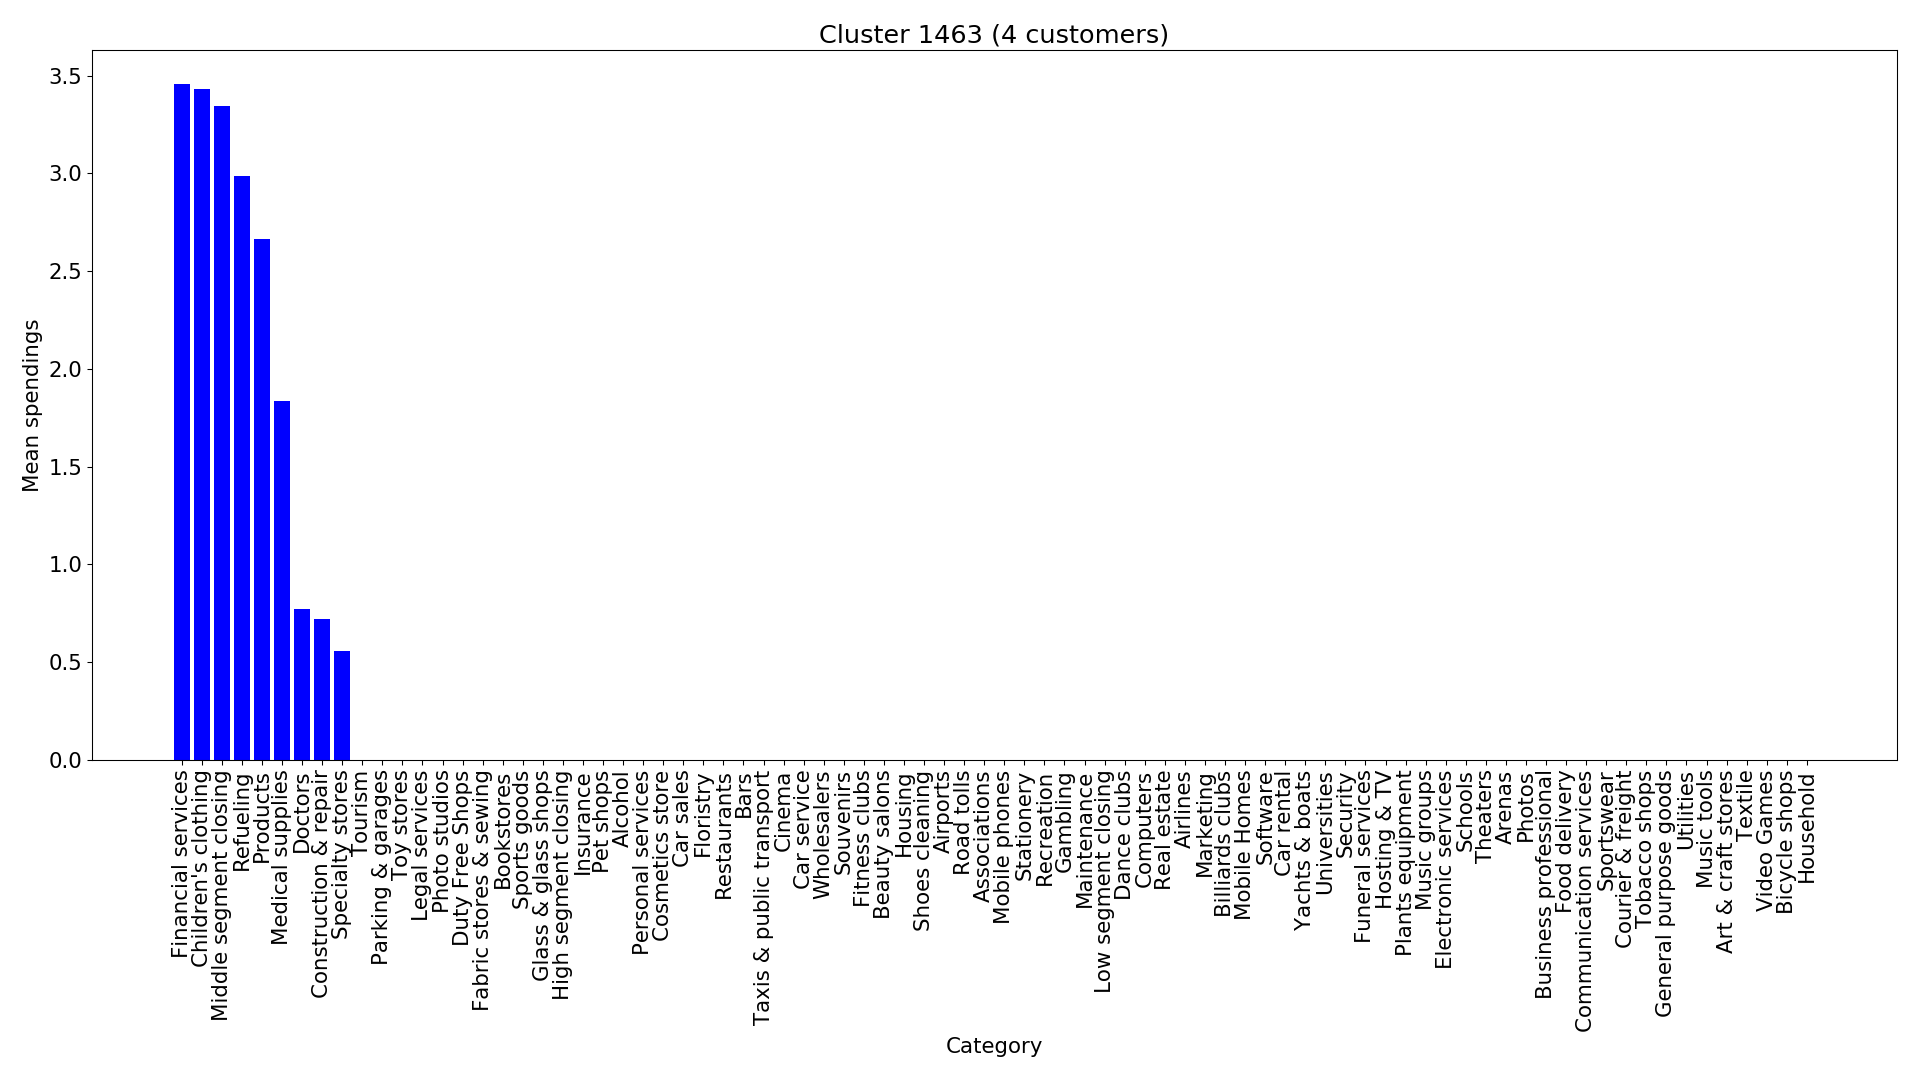 Cluster 1463 (4 customers)
Mean spendings
3.5
3.0
2.5
2.0
1.5
1.0
0.5
0.0
Financial services
Children's clothing
Middle segment closing
Refueling
Products
Medical supplies
Doctors
Construction & repair
Specialty stores
Tourism
Parking & garages
Toy stores
Legal services
Photo studios
Duty Free Shops
Fabric stores & sewing
Bookstores
Sports goods
Glass & glass shops
High segment closing
Insurance
Pet shops
Alcohol
Personal services
Cosmetics store
Car sales
Floristry
Restaurants
Bars
Taxis & public transport
Cinema
Car service
Wholesalers
Souvenirs
Fitness clubs
Beauty salons
Housing
Shoes cleaning
Airports
Road tolls
Associations
Mobile phones
Stationery
Recreation
Gambling
Maintenance
Low segment closing
Dance clubs
Computers
Real estate
Airlines
Marketing
Billiards clubs
Mobile Homes
Software
Car rental
Yachts & boats
Universities
Security
Funeral services
Hosting & TV
Plants equipment
Music groups
Electronic services
Schools
Theaters
Arenas
Photos
Business professional
Food delivery
Communication services
Sportswear
Courier & freight
Tobacco shops
General purpose goods
Utilities
Music tools
Art & craft stores
Textile
Video Games
Bicycle shops
Household
Category